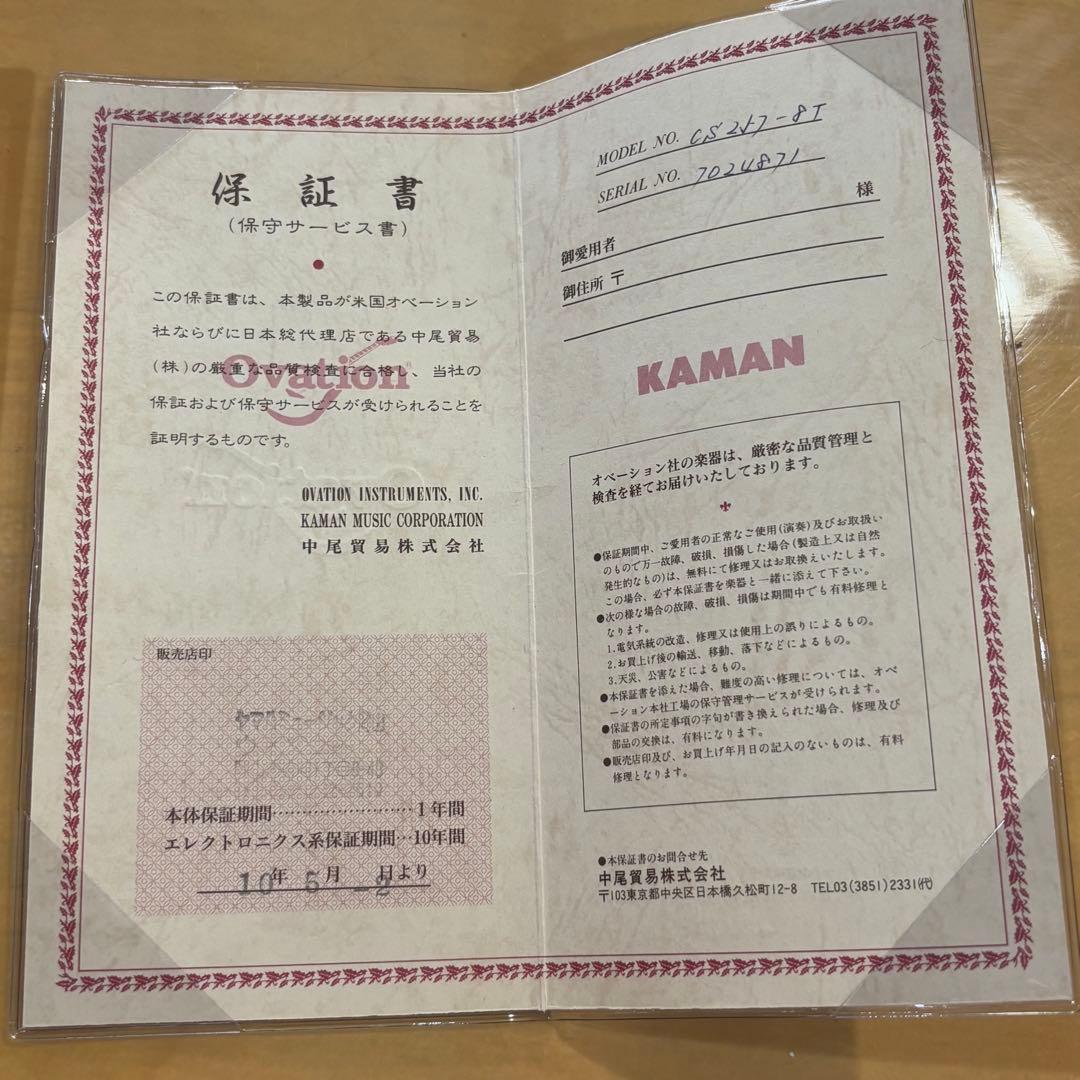 保証書
(保守サービス書)
この保証書は、本製品が米国オベーション
社ならびに日本総代理店である中尾貿易
(株)の厳重な品質検査に合格し、当社の
保証および保守サービスが受けられることを
証明するものです。
Ovation
OVATION INSTRUMENTS, INC.
KAMAN MUSIC CORPORATION
中尾貿易株式会社
販売店印
本体保証期間························1年間
エレクトロニクス系保証期間…10年間
年 月 日より
10 5 -2
MODEL NO. CS257-8T
SERIAL NO. 7024871
様
御愛用者
御住所 〒
KAMAN
オベーション社の楽器は、厳密な品質管理と
検査を経てお届けいたしております。
●保証期間中、ご愛用者の正常なご使用(演奏)及びお取扱い
のもので万一故障、破損、損傷した場合(製造上又は自然
発生的なもの)は、無料にて修理又はお取換えいたします。
この場合、必ず本保証書を楽器と一緒に添えて下さい。
●次の様な場合の故障、破損、損傷は期間中でも有料修理と
なります。
1.電気系統の改造、修理又は使用上の誤りによるもの。
2.お買上げ後の輸送、移動、落下などによるもの。
3.天災、公害などによるもの。
●本保証書を添えた場合、難度の高い修理については、オベ
ーション本社工場の保守管理サービスが受けられます。
●保証書の所定事項の字句が書き換えられた場合、修理及び
部品の交換は、有料になります。
●販売店印及び、お買上げ年月日の記入のないものは、有料
修理となります。
●本保証書のお問合せ先
中尾貿易株式会社
〒103東京都中央区日本橋久松町12-8 TEL03(3851)2331(代)